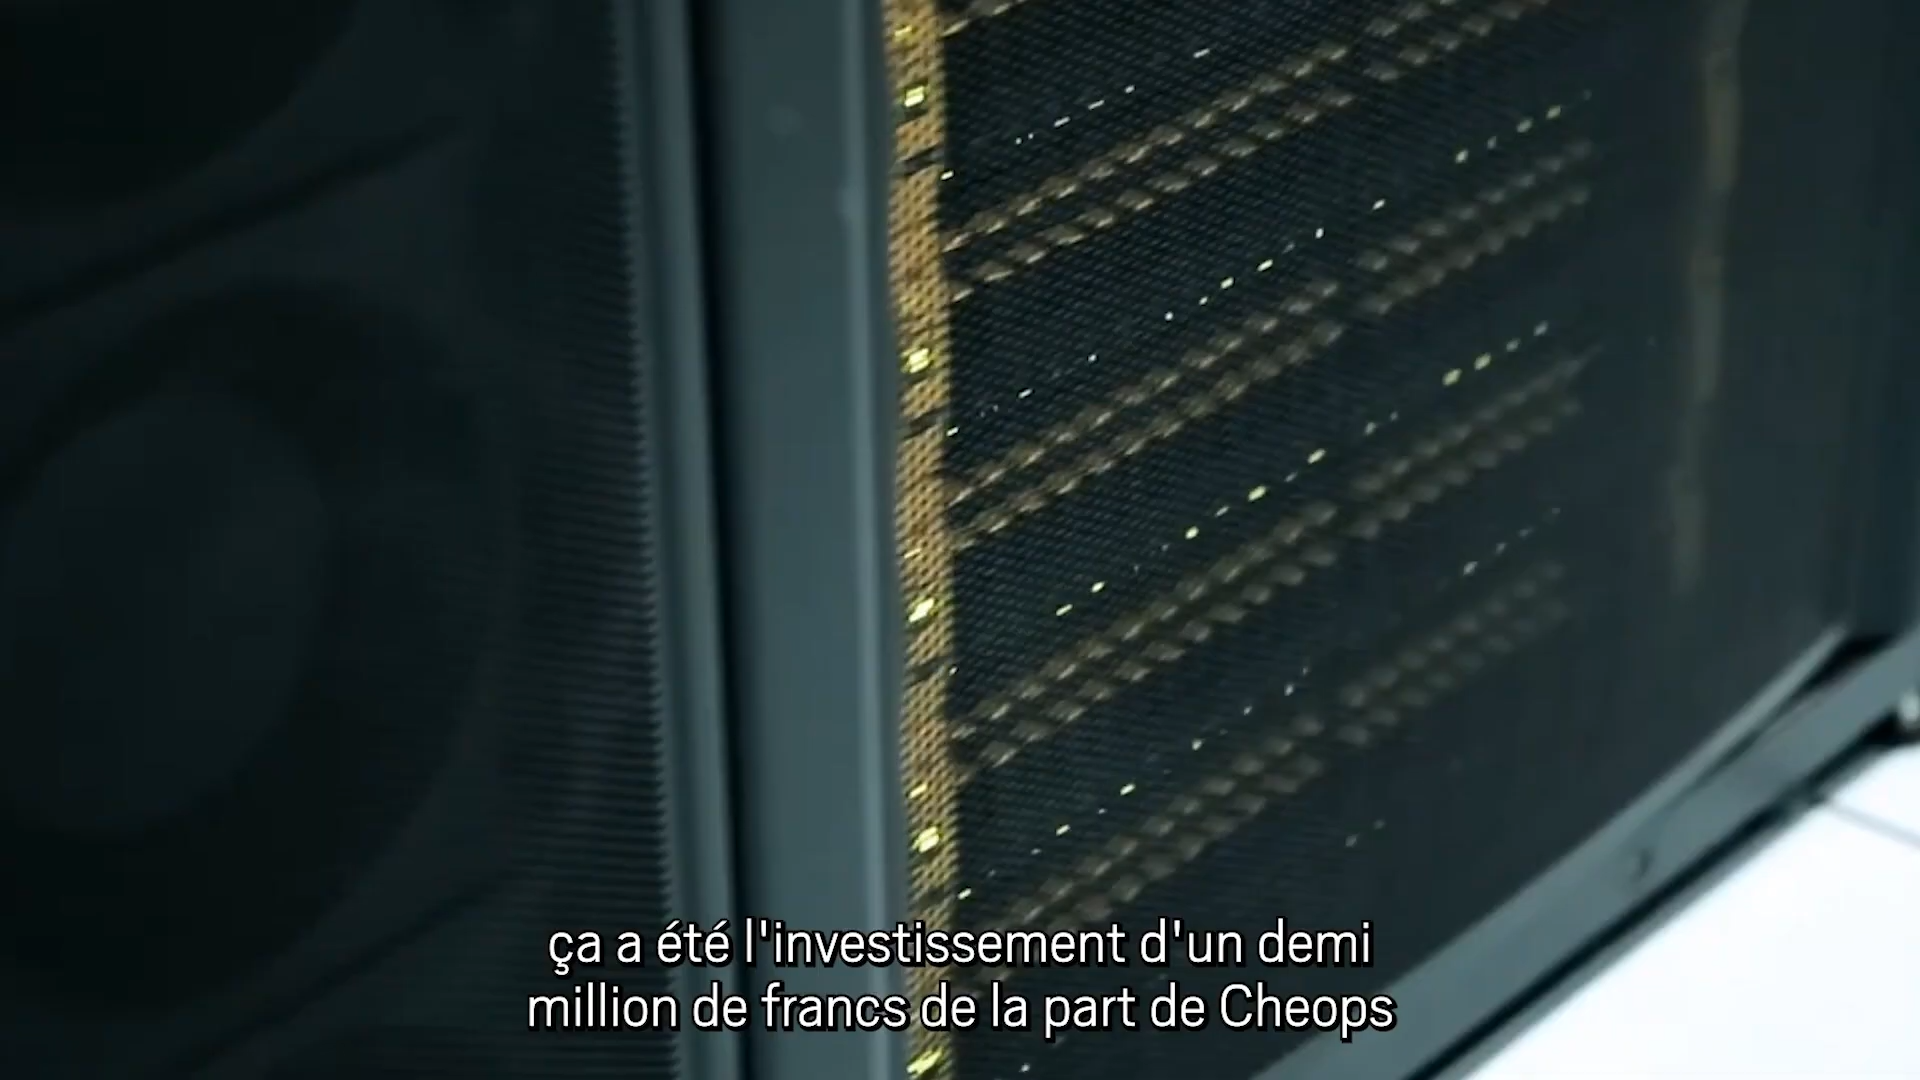 ça a été l'investissement d'un demi
million de francs de la part de Cheops